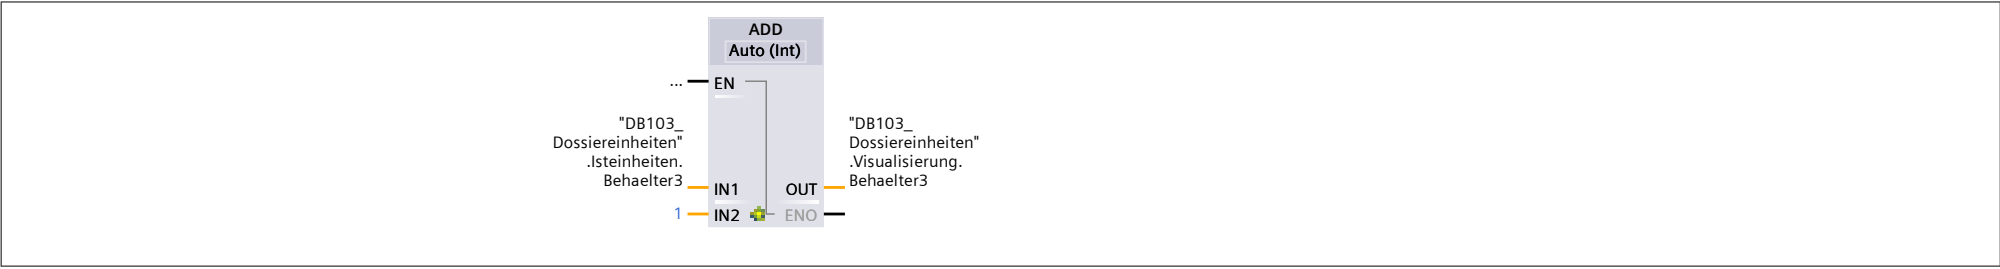 ADD
Auto (Int)
... EN
"DB103_
Dossiereinheiten"
.Isteinheiten.
Behaelter3
IN1
"DB103_
Dossiereinheiten"
.Visualisierung.
Behaelter3
OUT
1 IN2 ENO